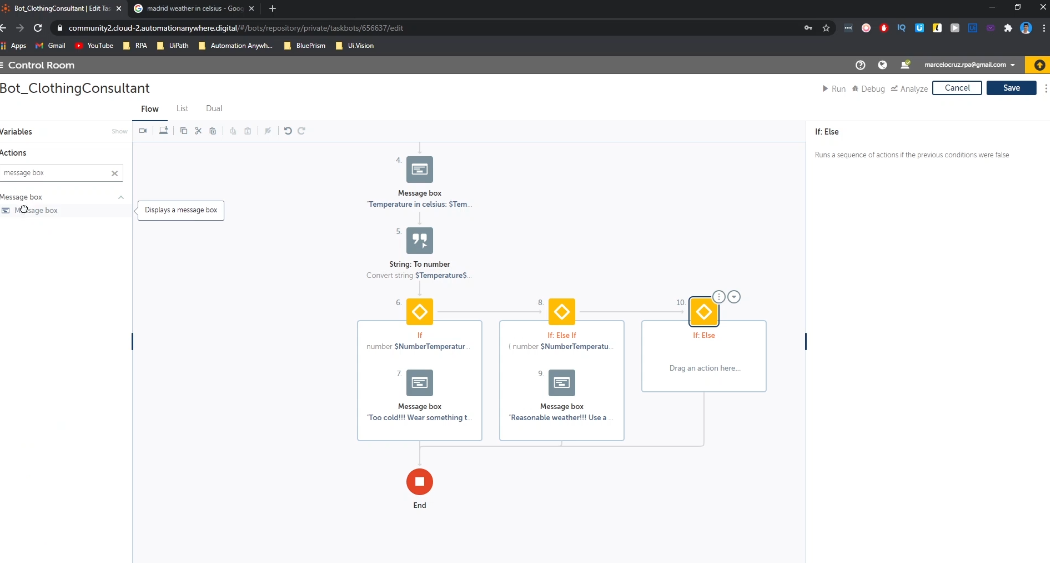 Bot_ClothingConsultant | Edit Tas
madrid weather in celsius - Goog
community2.cloud-2.automationanywhere.digital/#/bots/repository/private/taskbots/656637/edit
Apps
Gmail
YouTube
RPA
UiPath
Automation Anywh...
BluePrism
Ui.Vision
Control Room
marcelocruz.rpa@gmail.com
Bot_ClothingConsultant
Run
Debug
Analyze
Cancel
Save
Flow
List
Dual
Variables
Show
Actions
message box
Message box
Message box
Displays a message box
4.
Message box
"Temperature in celsius: $Tem...
5.
String: To number
Convert string $Temperature$...
6.
8.
10.
If
If: Else If
If: Else
number $NumberTemperatur...
number $NumberTemperatu...
Drag an action here...
7.
9.
Message box
Message box
"Too cold!!! Wear something t...
"Reasonable weather!!! Use a ...
End
If: Else
Runs a sequence of actions if the previous conditions were false